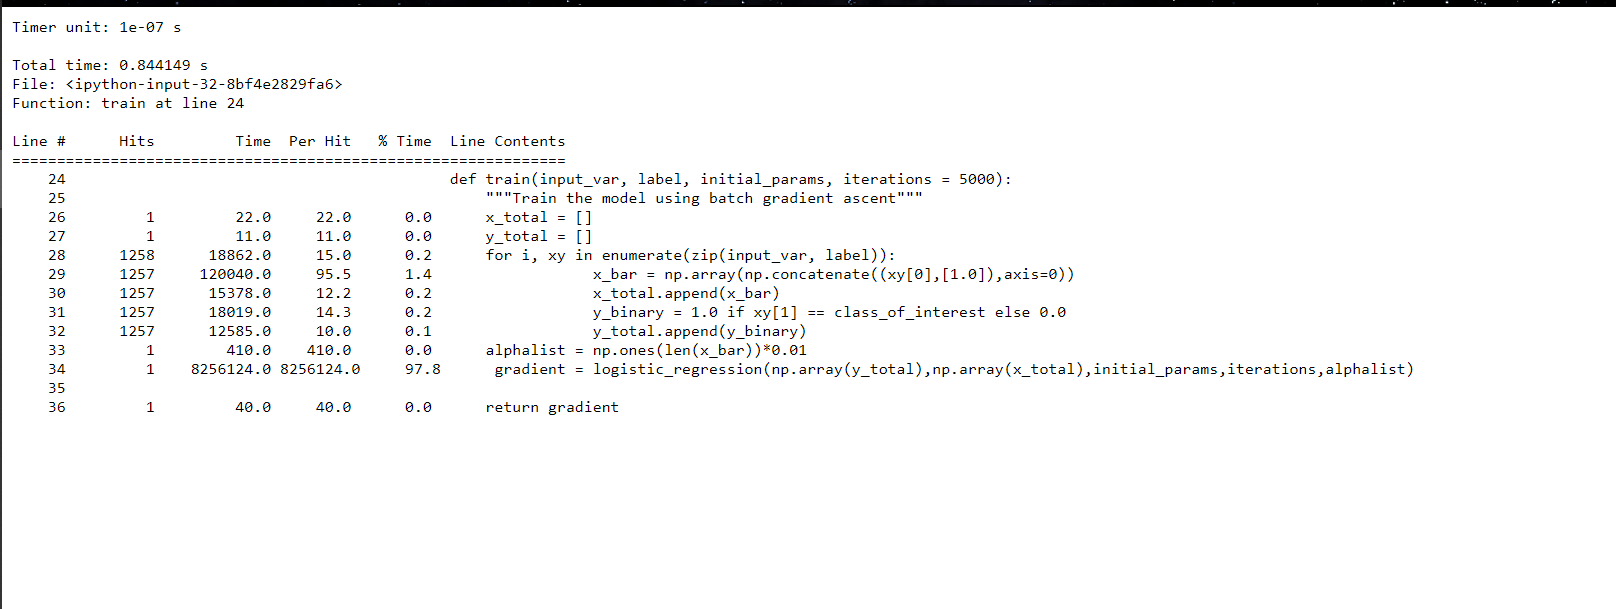 Timer unit: 1e-07 s
Total time: 0.844149 s
File: <ipython-input-32-8bf4e2829fa6>
Function: train at line 24
Line #      Hits         Time  Per Hit   % Time  Line Contents
==============================================================
    24                                           def train(input_var, label, initial_params, iterations = 5000):
    25                                               """Train the model using batch gradient ascent"""
    26         1         22.0     22.0      0.0      x_total = []
    27         1         11.0     11.0      0.0      y_total = []
    28      1258      18862.0     15.0      0.2      for i, xy in enumerate(zip(input_var, label)):
    29      1257     120040.0     95.5      1.4                  x_bar = np.array(np.concatenate((xy[0],[1.0]),axis=0))
    30      1257      15378.0     12.2      0.2                  x_total.append(x_bar)
    31      1257      18019.0     14.3      0.2                  y_binary = 1.0 if xy[1] == class_of_interest else 0.0
    32      1257      12585.0     10.0      0.1                  y_total.append(y_binary)
    33         1        410.0    410.0      0.0      alphalist = np.ones(len(x_bar))*0.01
    34         1    8256124.0 8256124.0     97.8      gradient = logistic_regression(np.array(y_total),np.array(x_total),initial_params,iterations,alphalist)
    35
    36         1         40.0     40.0      0.0      return gradient